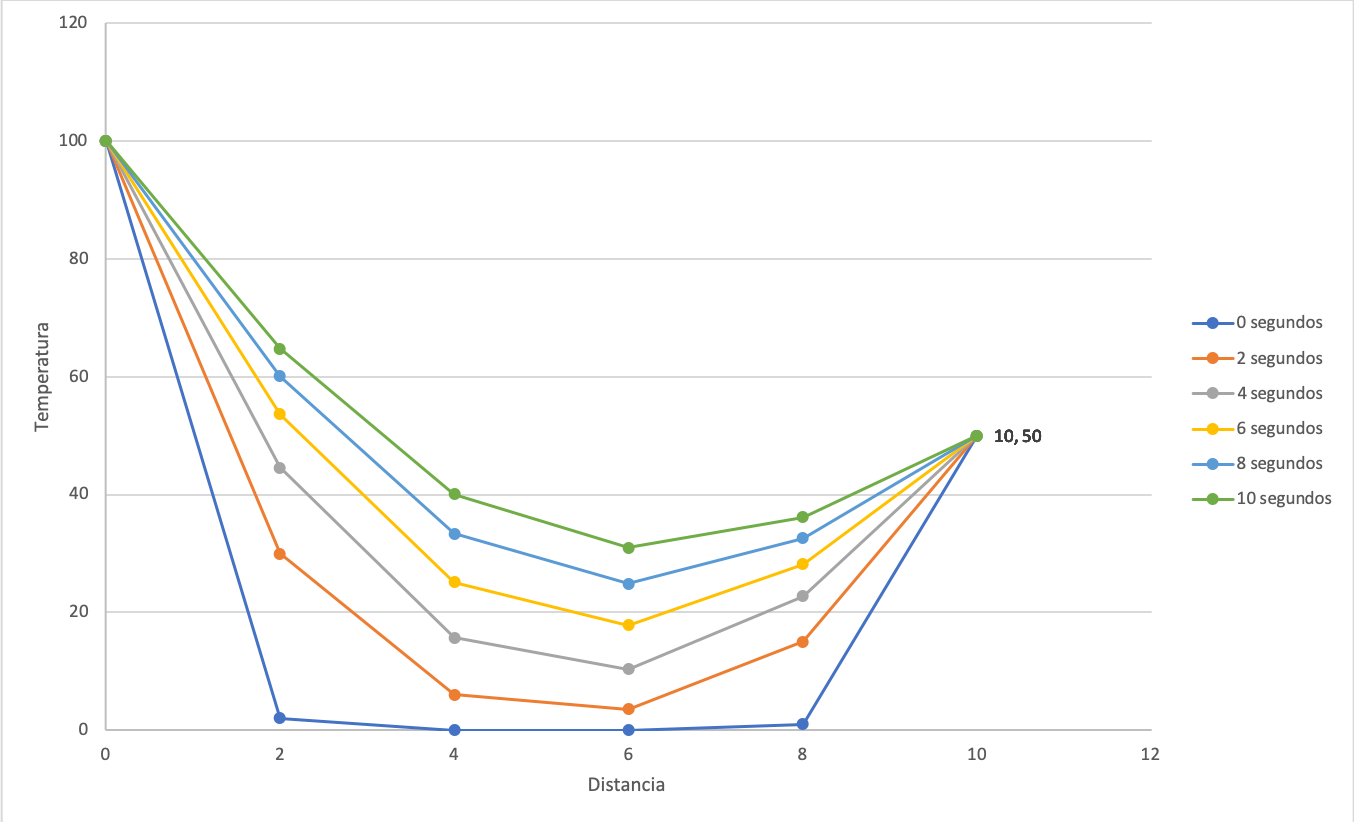 120
100
80
60
40
20
0
0 2 4 6 8 10 12
Temperatura
Distancia
10, 50
0 segundos
2 segundos
4 segundos
6 segundos
8 segundos
10 segundos